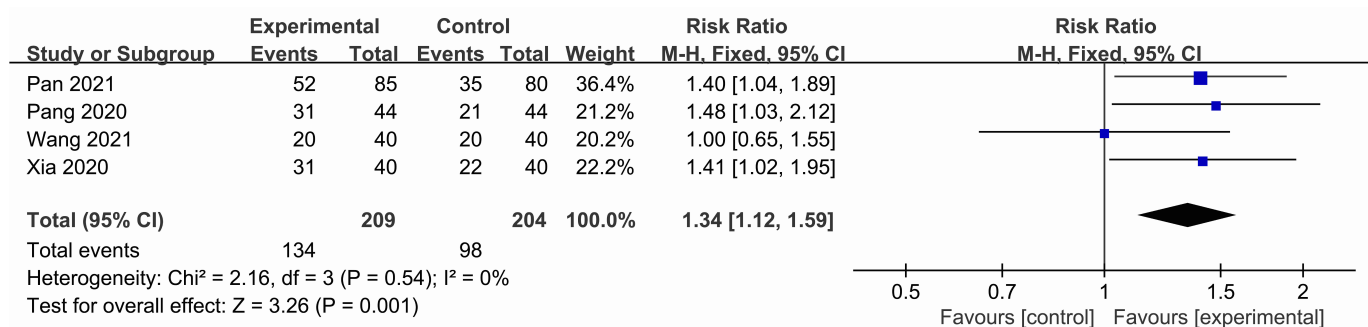 Experimental Control Risk Ratio Risk Ratio
Study or Subgroup Events Total Events Total Weight M-H, Fixed, 95% CI M-H, Fixed, 95% CI
Pan 2021 52 85 35 80 36.4% 1.40 [1.04, 1.89]
Pang 2020 31 44 21 44 21.2% 1.48 [1.03, 2.12]
Wang 2021 20 40 20 40 20.2% 1.00 [0.65, 1.55]
Xia 2020 31 40 22 40 22.2% 1.41 [1.02, 1.95]
Total (95% CI) 209 204 100.0% 1.34 [1.12, 1.59]
Total events 134 98
Heterogeneity: Chi² = 2.16, df = 3 (P = 0.54); I² = 0%
Test for overall effect: Z = 3.26 (P = 0.001)
0.5 0.7 1 1.5 2
Favours [control] Favours [experimental]